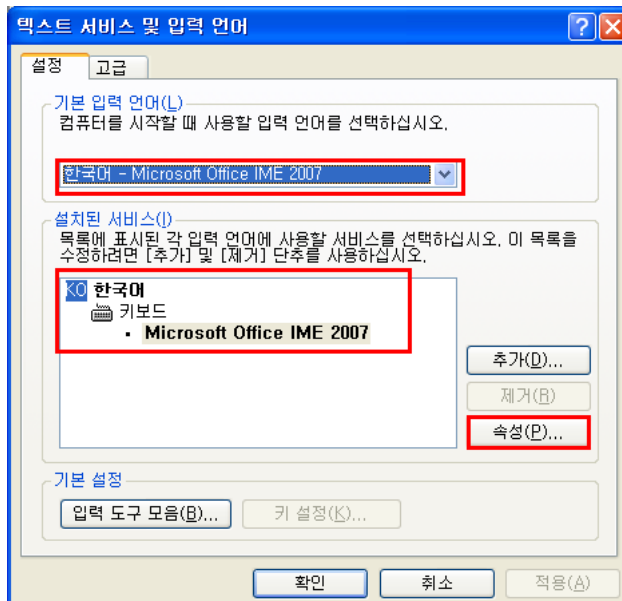 텍스트 서비스 및 입력 언어
설정
고급
기본 입력 언어(L)
컴퓨터를 시작할 때 사용할 입력 언어를 선택하십시오.
한국어 - Microsoft Office IME 2007
설치된 서비스(I)
목록에 표시된 각 입력 언어에 사용할 서비스를 선택하십시오. 이 목록을
수정하려면 [추가] 및 [제거] 단추를 사용하십시오.
KO 한국어
키보드
• Microsoft Office IME 2007
추가(D)...
제거(R)
속성(P)...
기본 설정
입력 도구 모음(B)...
키 설정(K)...
확인
취소
적용(A)